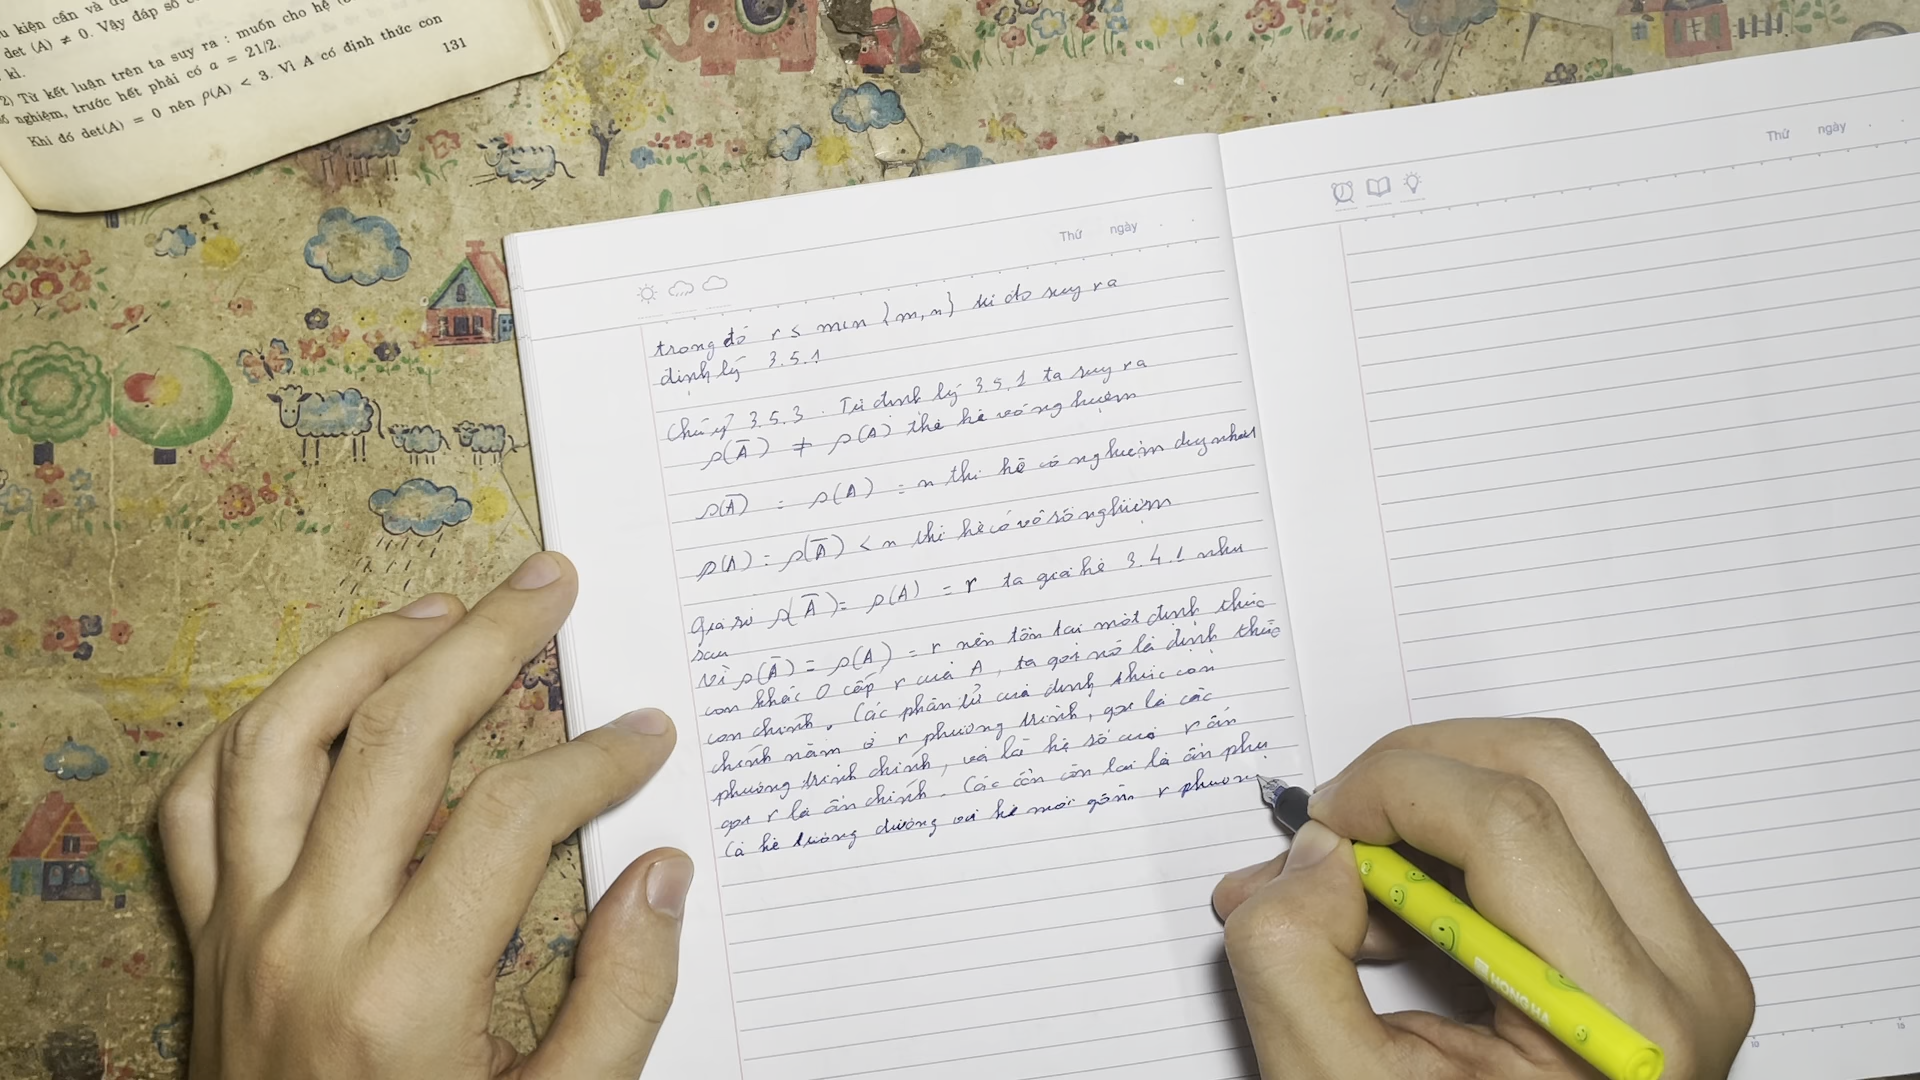 u kiện cần và đủ
det (A) ≠ 0. Vậy đáp số
kì.
2) Từ kết luận trên ta suy ra : muốn cho hệ
nghiệm, trước hết phải có a = 21/2.
Khi đó det(A) = 0 nên ρ(A) < 3. Vì A có định thức con
131
Thứ ngày
Thứ ngày
trong đó r ≤ min {m,n} từ đó suy ra
định lý 3.5.1
Chú ý 3.5.3. Từ định lý 3.5.1 ta suy ra
ρ(A̅) ≠ ρ(A) thì hệ vô nghiệm
ρ(A̅) = ρ(A) = n thì hệ có nghiệm duy nhất
ρ(A) = ρ(A̅) < n thì hệ có vô số nghiệm
Giả sử ρ(A̅) = ρ(A) = r ta giải hệ 3.4.1 như
sau
Vì ρ(A̅) = ρ(A) = r nên tồn tại một định thức
con khác 0 cấp r của A, ta gọi nó là định thức
con chính. Các phần tử của định thức con
chính nằm ở r phương trình, gọi là các
phương trình chính, và là hệ số của r ẩn
gọi r là ẩn chính. Các ẩn còn lại là ẩn phụ
Cả hệ tương đương với hệ mới gồm r phương
HONG HA
10
15